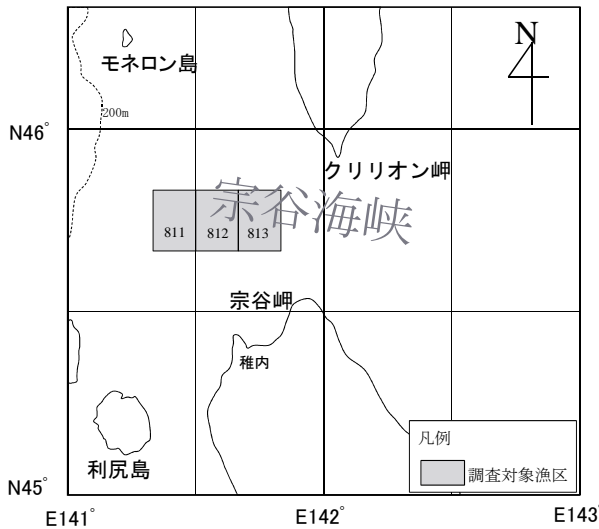 モネロン島
N
200m
N46°
クリリオン岬
宗谷海峡
811 812 813
宗谷岬
稚内
凡例
調査対象漁区
利尻島
N45°
E141° E142° E143°